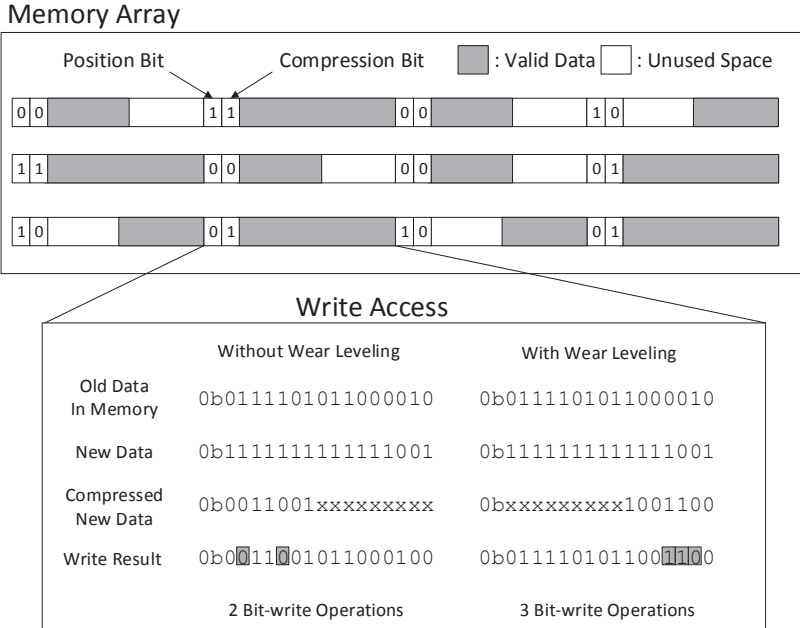 Memory Array
Position Bit Compression Bit : Valid Data : Unused Space
0 0 1 1 0 0 1 0
1 1 0 0 0 0 0 1
1 0 0 1 1 0 0 1
Write Access
Without Wear Leveling With Wear Leveling
Old Data
In Memory 0b0111101011000010 0b0111101011000010
New Data 0b1111111111111001 0b1111111111111001
Compressed
New Data 0b0011001xxxxxxxxx 0bxxxxxxxxx1001100
Write Result 0b0011001011000100 0b0111101011001100
2 Bit-write Operations 3 Bit-write Operations